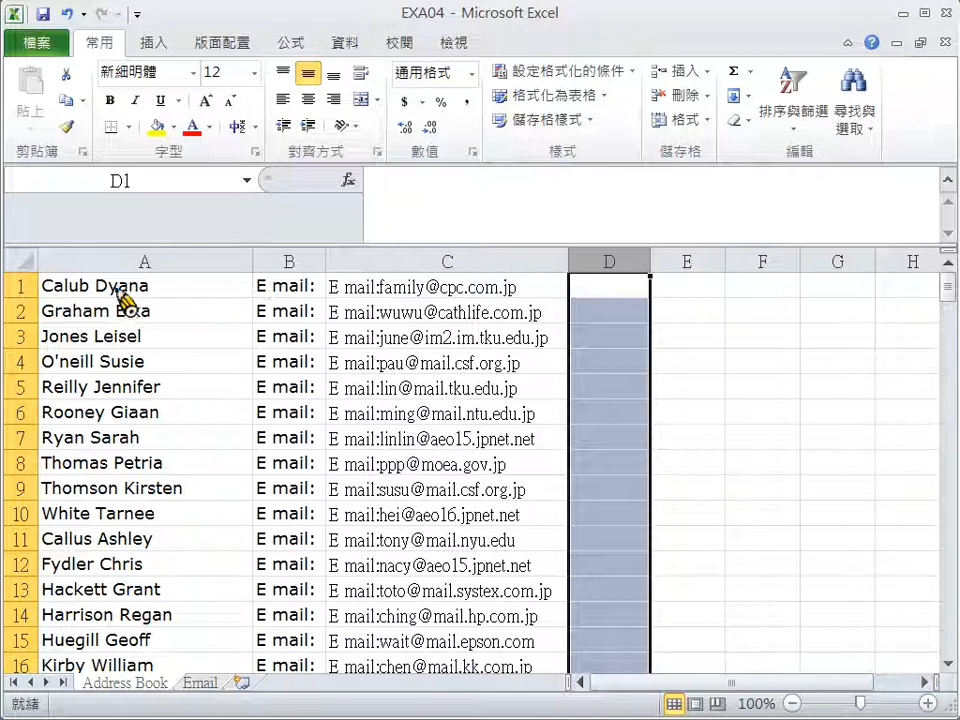 EXA04 - Microsoft Excel
檔案 常用 插入 版面配置 公式 資料 校閱 檢視
新細明體 12 通用格式 設定格式化的條件 插入 Σ
貼上 B I U A A 格式化為表格 刪除 排序與篩選 尋找與選取
A 中 $ % , 儲存格樣式 格式
剪貼簿 字型 對齊方式 數值 樣式 儲存格 編輯
D1 fx
A B C D E F G H
1 Calub Dyana E mail: E mail:family@cpc.com.jp
2 Graham E mail: E mail:wuwu@cathlife.com.jp
3 Jones Leisel E mail: E mail:june@im2.im.tku.edu.jp
4 O'neill Susie E mail: E mail:pau@mail.csf.org.jp
5 Reilly Jennifer E mail: E mail:lin@mail.tku.edu.jp
6 Rooney Giaan E mail: E mail:ming@mail.ntu.edu.jp
7 Ryan Sarah E mail: E mail:linlin@aeo15.jpnet.net
8 Thomas Petria E mail: E mail:ppp@moea.gov.jp
9 Thomson Kirsten E mail: E mail:susu@mail.csf.org.jp
10 White Tarnee E mail: E mail:hei@aeo16.jpnet.net
11 Callus Ashley E mail: E mail:tony@mail.nyu.edu
12 Fydler Chris E mail: E mail:nacy@aeo15.jpnet.net
13 Hackett Grant E mail: E mail:toto@mail.systex.com.jp
14 Harrison Regan E mail: E mail:ching@mail.hp.com.jp
15 Huegill Geoff E mail: E mail:wait@mail.epson.com
16 Kirby William E mail: E mail:chen@mail.kk.com.jp
Address Book Email
就緒 100%